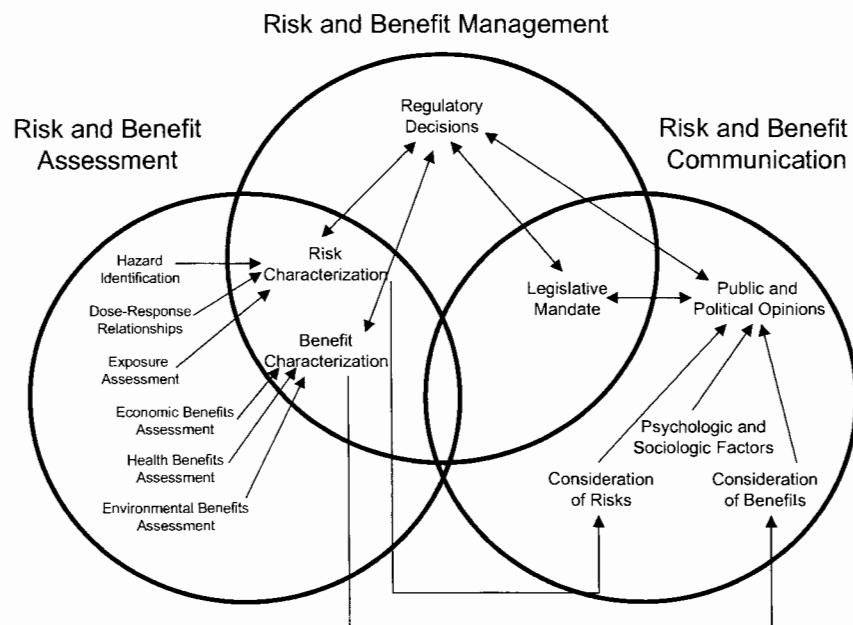 Risk and Benefit Management
Risk and Benefit
Assessment
Risk and Benefit
Communication
Regulatory
Decisions
Hazard
Identification
Risk
Characterization
Dose-Response
Relationships
Exposure
Assessment
Benefit
Characterization
Economic Benefits
Assessment
Health Benefits
Assessment
Environmental Benefits
Assessment
Legislative
Mandate
Public and
Political Opinions
Psychologic and
Sociologic Factors
Consideration
of Risks
Consideration
of Benefils